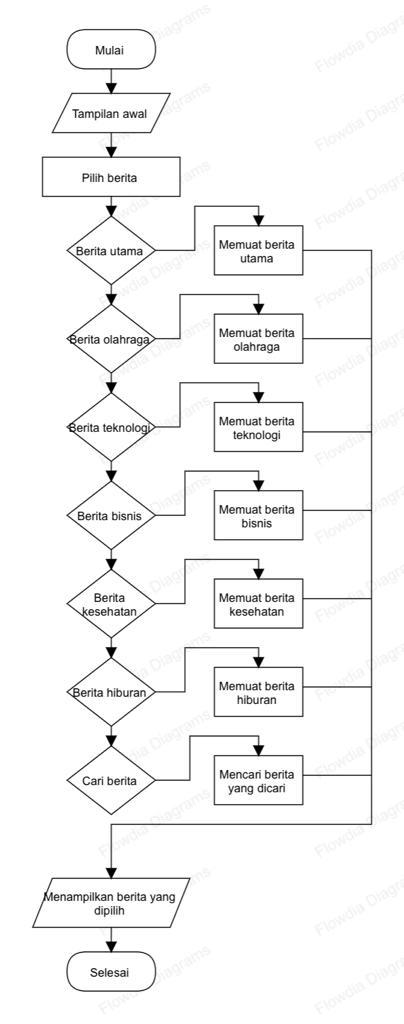 Mulai
Tampilan awal
Pilih berita
Berita utama
Memuat berita
utama
Berita olahraga
Memuat berita
olahraga
Berita teknologi
Memuat berita
teknologi
Berita bisnis
Memuat berita
bisnis
Berita
kesehatan
Memuat berita
kesehatan
Berita hiburan
Memuat berita
hiburan
Cari berita
Mencari berita
yang dicari
Menampilkan berita yang
dipilih
Selesai
Flowdia Diagrams